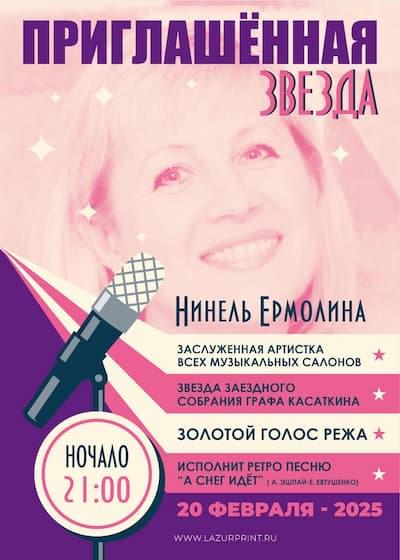 ПРИГЛАШЁННАЯ
ЗВЕЗДА
НИНЕЛЬ ЕРМОЛИНА
ЗАСЛУЖЕННАЯ АРТИСТКА
ВСЕХ МУЗЫКАЛЬНЫХ САЛОНОВ
ЗВЕЗДА ЗАЕЗДНОГО
СОБРАНИЯ ГРАФА КАСАТКИНА
ЗОЛОТОЙ ГОЛОС РЕЖА
ИСПОЛНИТ РЕТРО ПЕСНЮ
“А СНЕГ ИДЁТ” ( А. ЭШПАЙ-Е. ЕВТУШЕНКО)
НОЧАЛО
21:00
20 ФЕВРАЛЯ - 2025
WWW.LAZURPRINT.RU